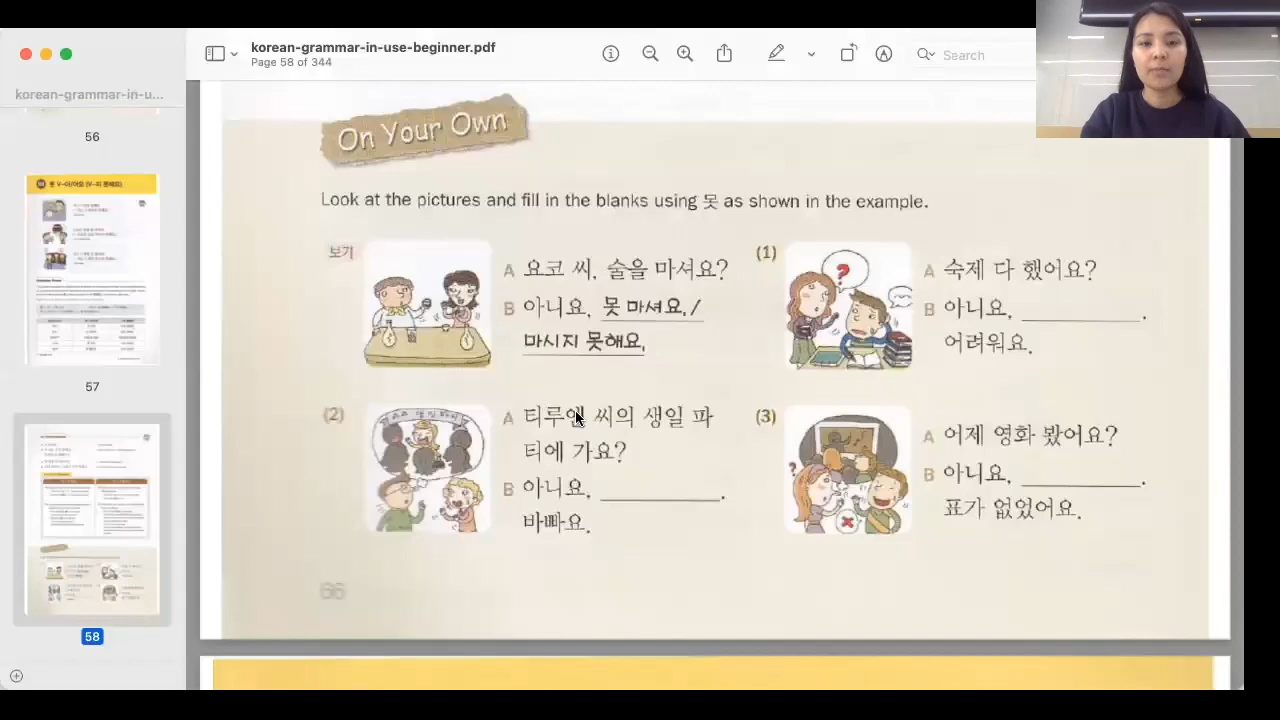 korean-grammar-in-use-beginner.pdf
Page 58 of 344
Search
korean-grammar-in-u...
56
57
58
On Your Own
Look at the pictures and fill in the blanks using 못 as shown in the example.
보기
A 요코 씨, 술을 마셔요?
B 아니요, 못 마셔요./
마시지 못해요.
(1)
A 숙제 다 했어요?
B 아니요, ____________.
어려워요.
(2)
A 티루엔 씨의 생일 파
티에 가요?
B 아니요, ____________.
바빠요.
(3)
A 어제 영화 봤어요?
B 아니요, ____________.
표가 없었어요.
66